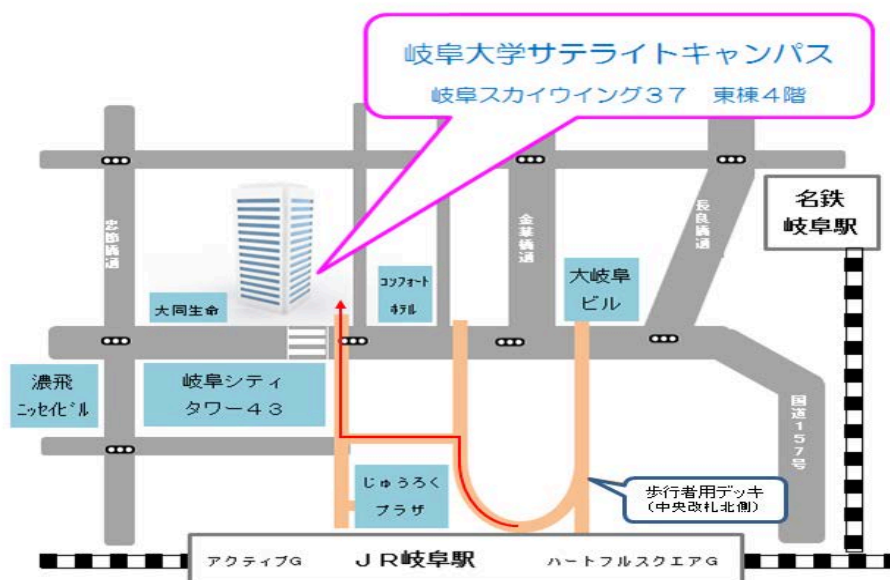 岐阜大学サテライトキャンパス
岐阜スカイウイング37 東棟4階
名鉄
岐阜駅
忠節橋通
金華橋通
長良橋通
大同生命
コンフォート
ホテル
大岐阜
ビル
濃飛
ニッセイビル
岐阜シティ
タワー43
国道157号
じゅうろく
プラザ
歩行者用デッキ
(中央改札北側)
アクティブG
JR岐阜駅
ハートフルスクエアG